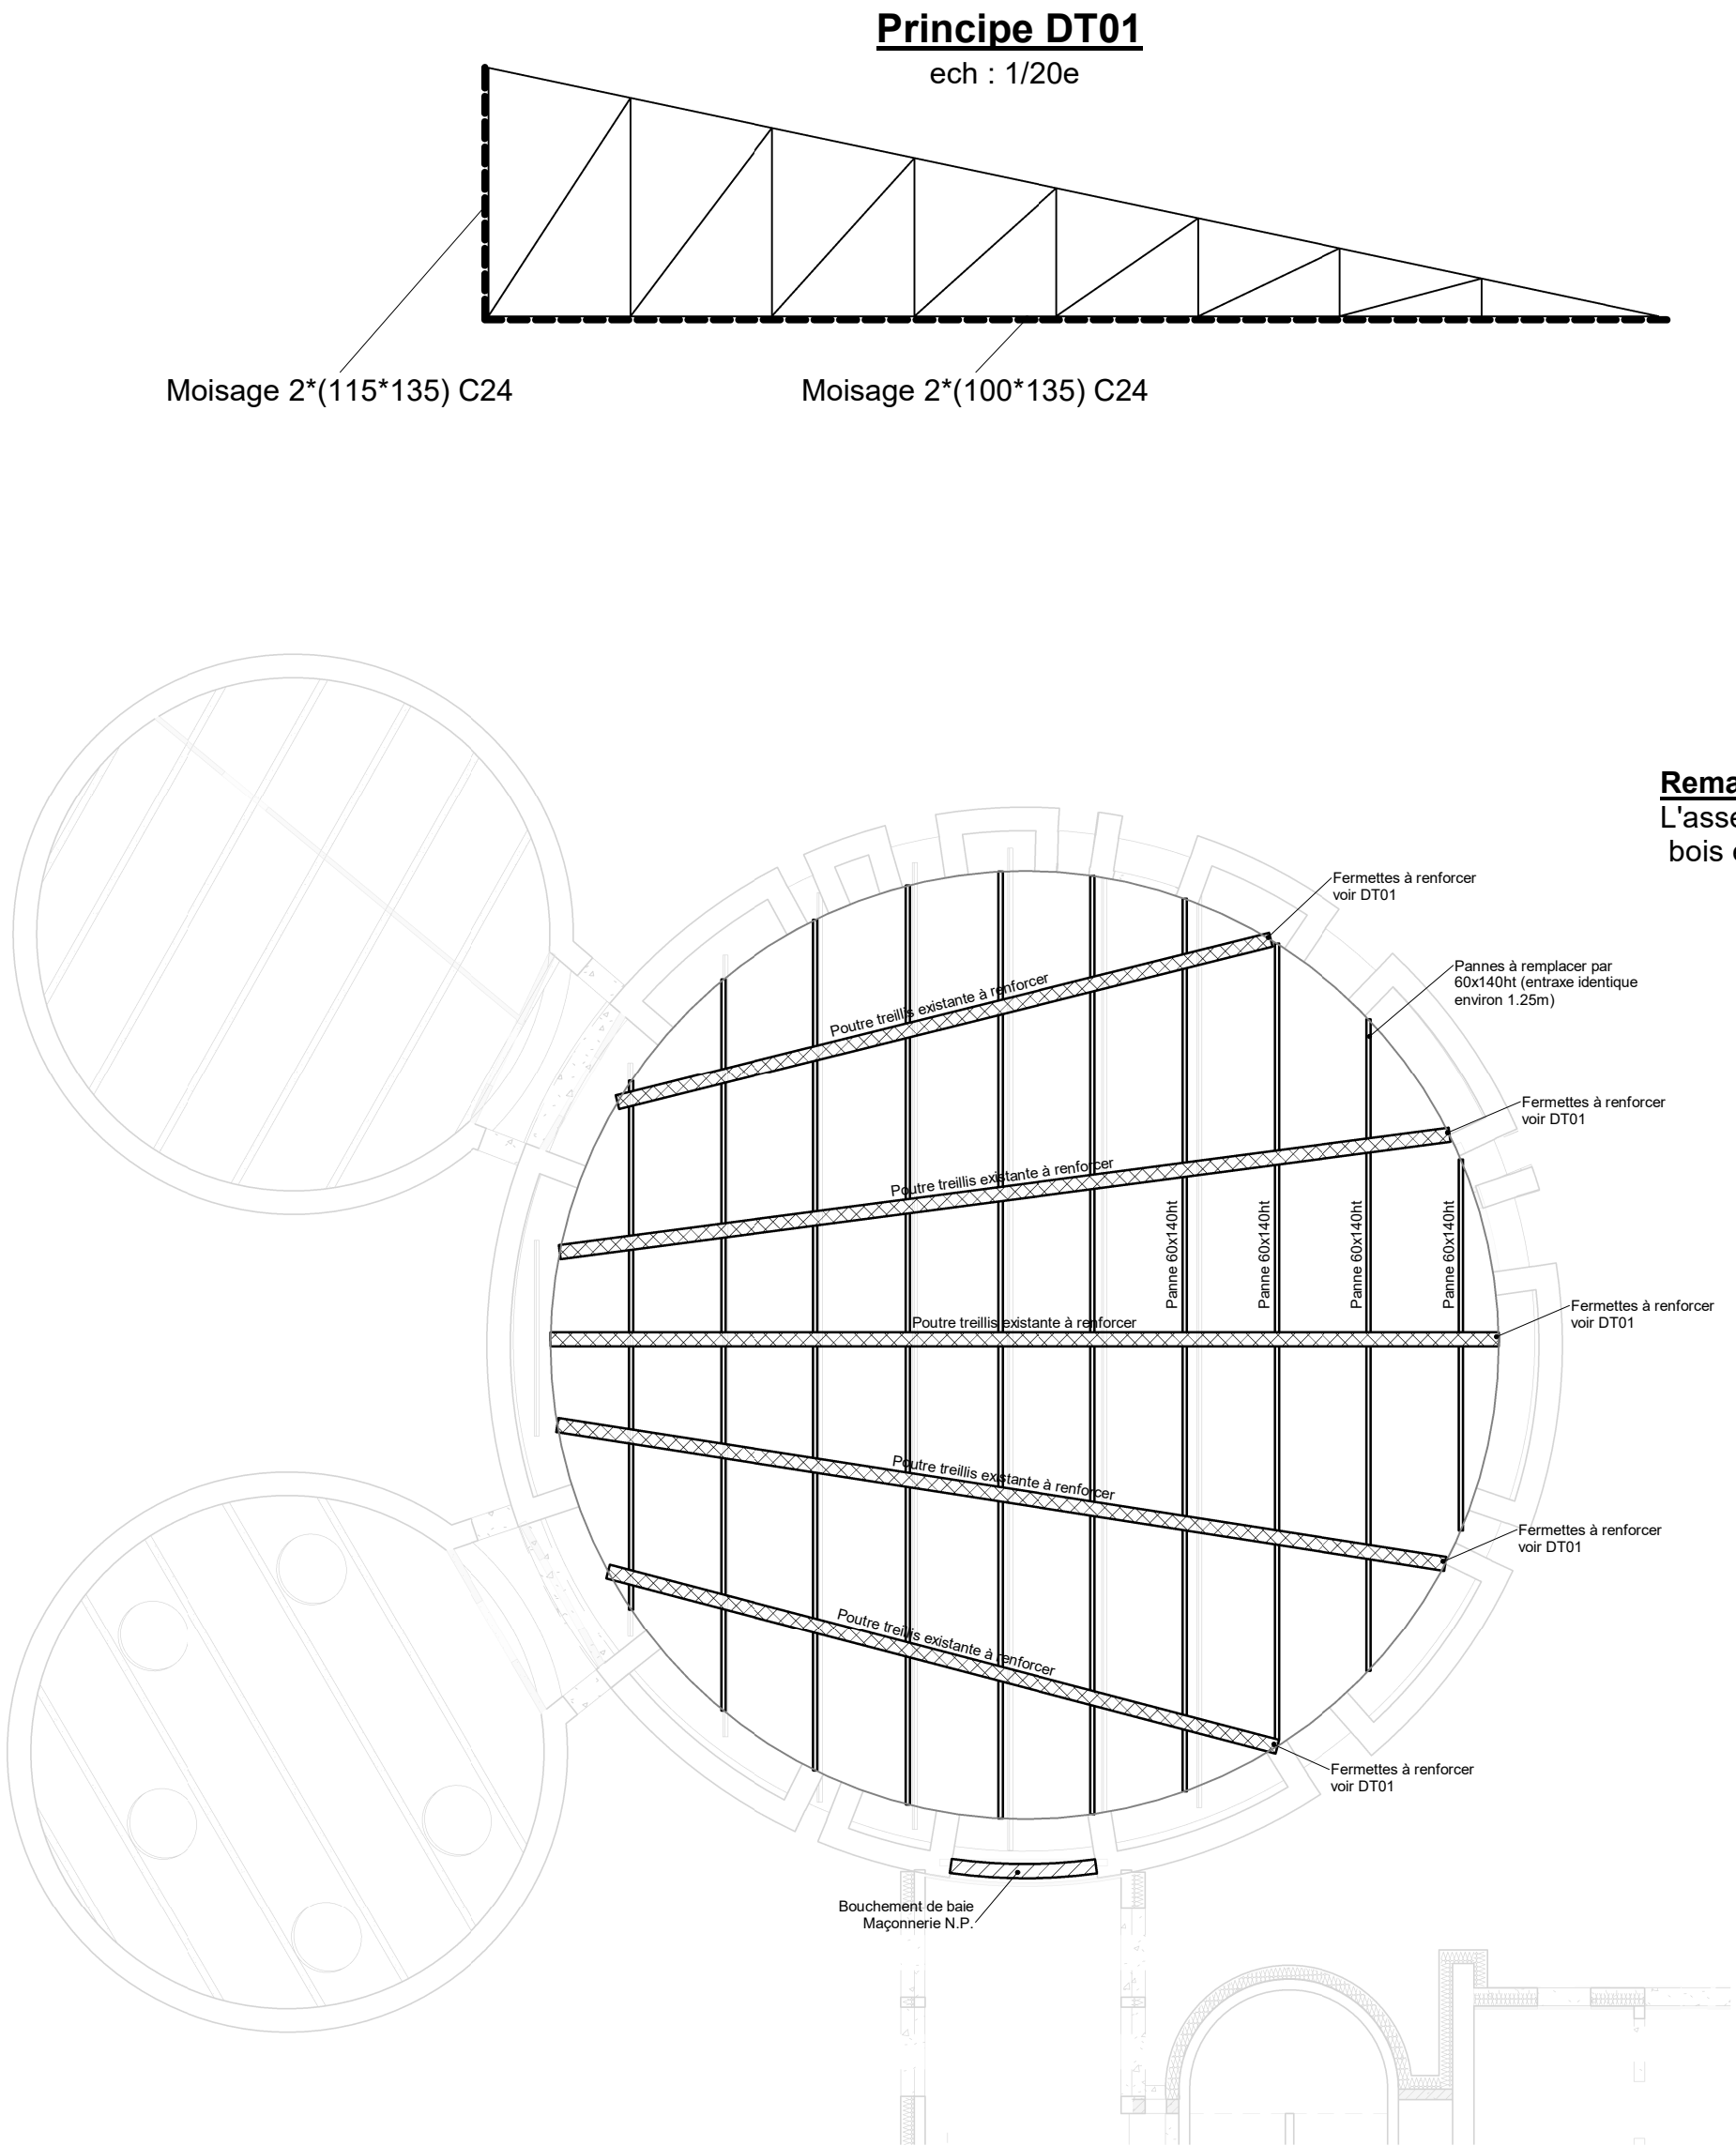 Principe DT01
ech : 1/20e
Moisage 2*(115*135) C24
Moisage 2*(100*135) C24
Fermettes à renforcer
voir DT01
Pannes à remplacer par
60x140ht (entraxe identique
environ 1.25m)
Poutre treillis existante à renforcer
Fermettes à renforcer
voir DT01
Poutre treillis existante à renforcer
Panne 60x140ht
Panne 60x140ht
Panne 60x140ht
Panne 60x140ht
Fermettes à renforcer
voir DT01
Poutre treillis existante à renforcer
Poutre treillis existante à renforcer
Fermettes à renforcer
voir DT01
Poutre treillis existante à renforcer
Fermettes à renforcer
voir DT01
Bouchement de baie
Maçonnerie N.P.
bois